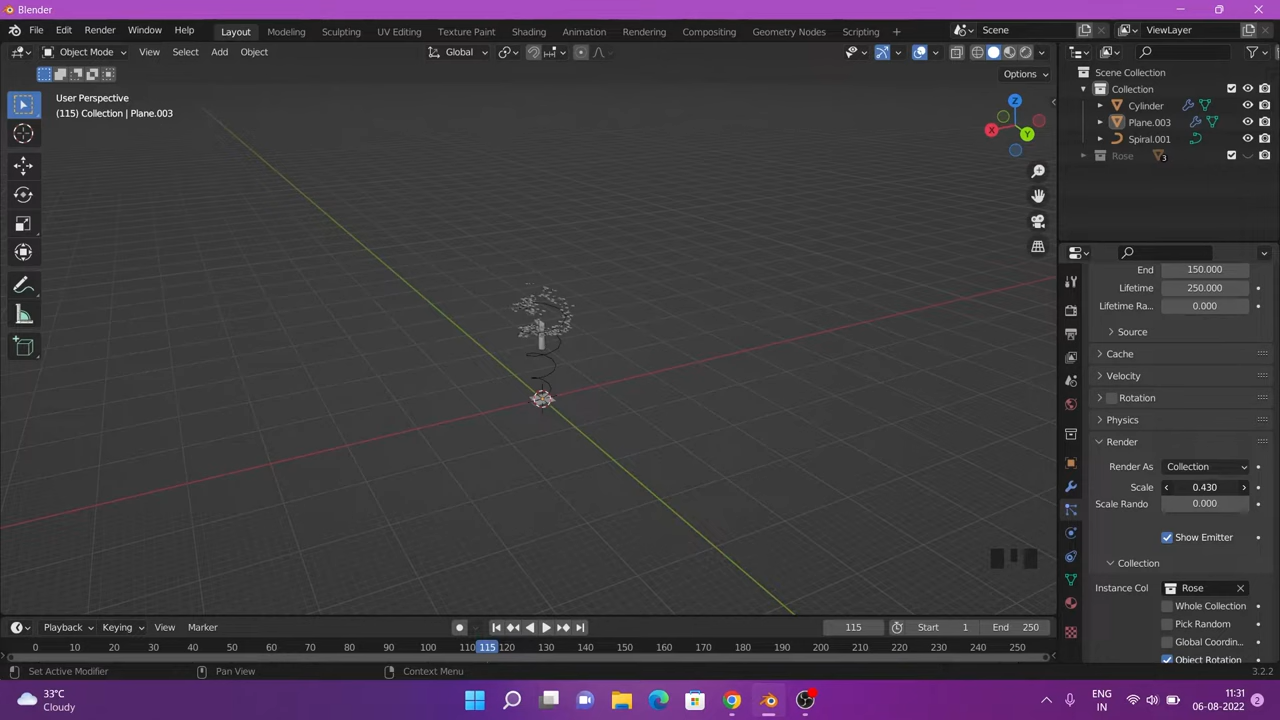 Blender
File Edit Render Window Help Layout Modeling Sculpting UV Editing Texture Paint Shading Animation Rendering Compositing Geometry Nodes Scripting Scene ViewLayer
Object Mode View Select Add Object Global
Options
User Perspective
(115) Collection | Plane.003
Z
X
Y
Scene Collection
Collection
Cylinder
Plane.003
Spiral.001
Rose 3
End 150.000
Lifetime 250.000
Lifetime Ra... 0.000
Source
Cache
Velocity
Rotation
Physics
Render
Render As Collection
Scale 0.430
Scale Rando 0.000
Show Emitter
Collection
Instance Col Rose
Whole Collection
Pick Random
Global Coordin...
Object Rotation
Playback Keying View Marker 115 Start 1 End 250
0 10 20 30 40 50 60 70 80 90 100 110 115 120 130 140 150 160 170 180 190 200 210 220 230 240 250
Set Active Modifier Pan View Context Menu 3.2.2
33°C
Cloudy
ENG
IN
11:31
06-08-2022
2